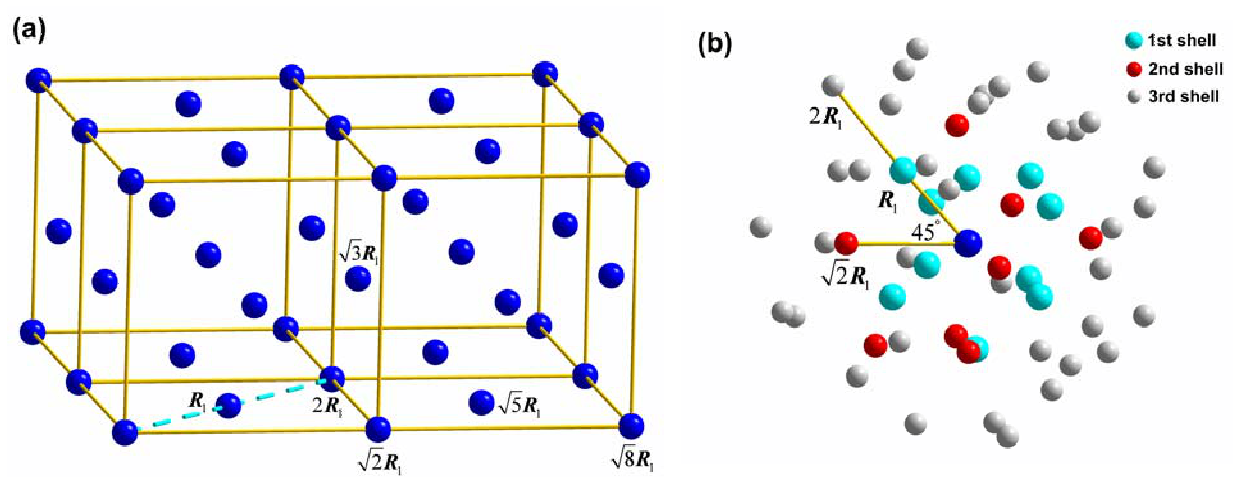 (a)
√3R₁
R₁
2R₁
√5R₁
√2R₁
√8R₁
(b)
1st shell
2nd shell
3rd shell
2R₁
R₁
45°
√2R₁